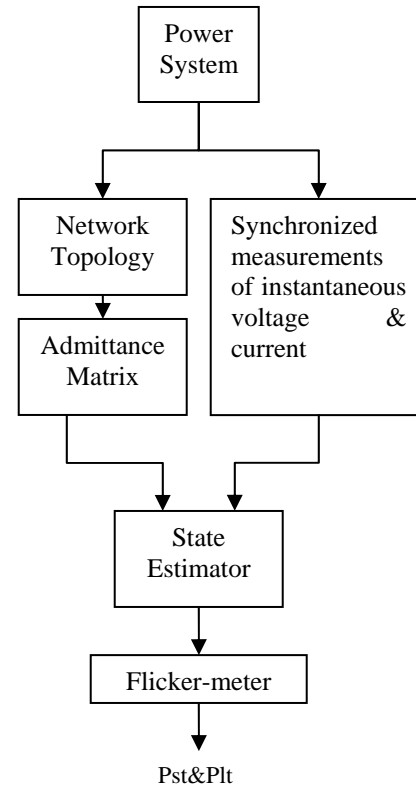 Power
System
Network
Topology
Synchronized
measurements
of instantaneous
voltage &
current
Admittance
Matrix
State
Estimator
Flicker-meter
Pst&Plt